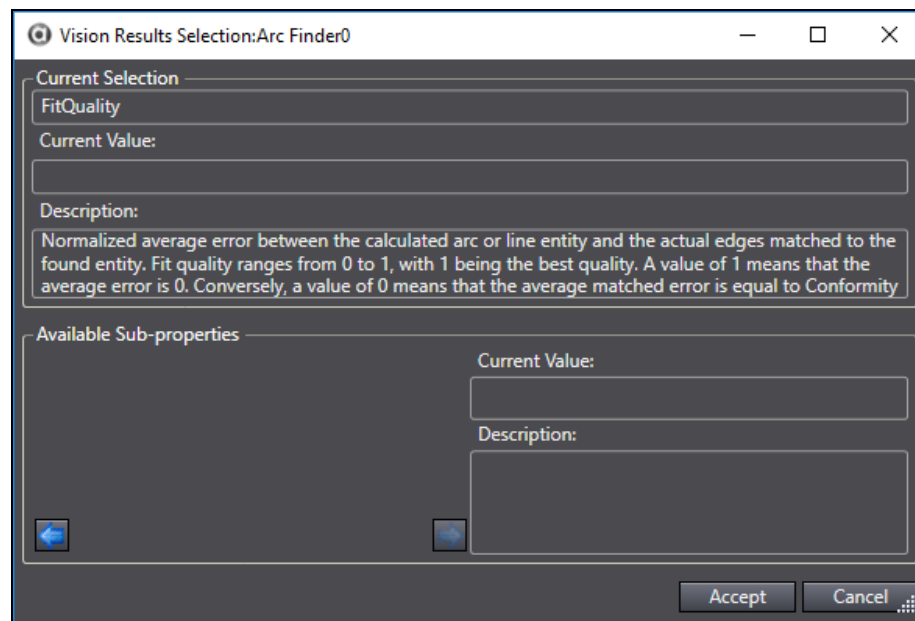 Vision Results Selection:Arc Finder0
Current Selection
FitQuality
Current Value:
Description:
Normalized average error between the calculated arc or line entity and the actual edges matched to the
found entity. Fit quality ranges from 0 to 1, with 1 being the best quality. A value of 1 means that the
average error is 0. Conversely, a value of 0 means that the average matched error is equal to Conformity
Available Sub-properties
Current Value:
Description:
Accept
Cancel